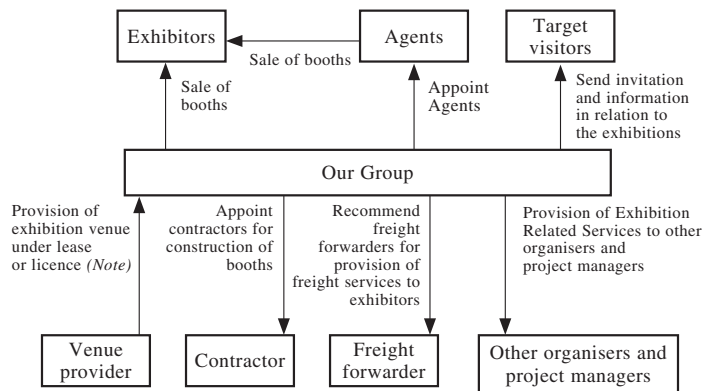 Exhibitors
Agents
Target
visitors
Sale of booths
Sale of
booths
Appoint
Agents
Send invitation
and information
in relation to
the exhibitions
Our Group
Provision of
exhibition venue
under lease
or licence (Note)
Appoint
contractors for
construction of
booths
Recommend
freight
forwarders for
provision of
freight services to
exhibitors
Provision of Exhibition
Related Services to other
organisers and
project managers
Venue
provider
Contractor
Freight
forwarder
Other organisers and
project managers